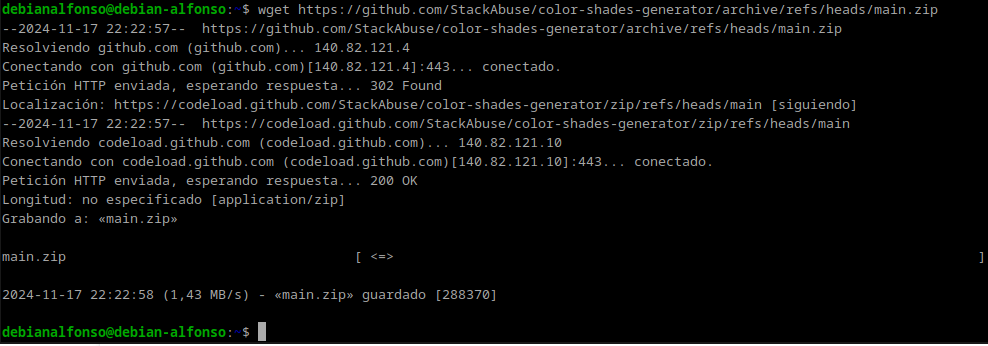 debianalfonso@debian-alfonso:~$ wget https://github.com/StackAbuse/color-shades-generator/archive/refs/heads/main.zip
--2024-11-17 22:22:57--  https://github.com/StackAbuse/color-shades-generator/archive/refs/heads/main.zip
Resolviendo github.com (github.com)... 140.82.121.4
Conectando con github.com (github.com)[140.82.121.4]:443... conectado.
Petición HTTP enviada, esperando respuesta... 302 Found
Localización: https://codeload.github.com/StackAbuse/color-shades-generator/zip/refs/heads/main [siguiendo]
--2024-11-17 22:22:57--  https://codeload.github.com/StackAbuse/color-shades-generator/zip/refs/heads/main
Resolviendo codeload.github.com (codeload.github.com)... 140.82.121.10
Conectando con codeload.github.com (codeload.github.com)[140.82.121.10]:443... conectado.
Petición HTTP enviada, esperando respuesta... 200 OK
Longitud: no especificado [application/zip]
Grabando a: «main.zip»
main.zip                                    [ <=>                                                                         ]
2024-11-17 22:22:58 (1,43 MB/s) - «main.zip» guardado [288370]
debianalfonso@debian-alfonso:~$